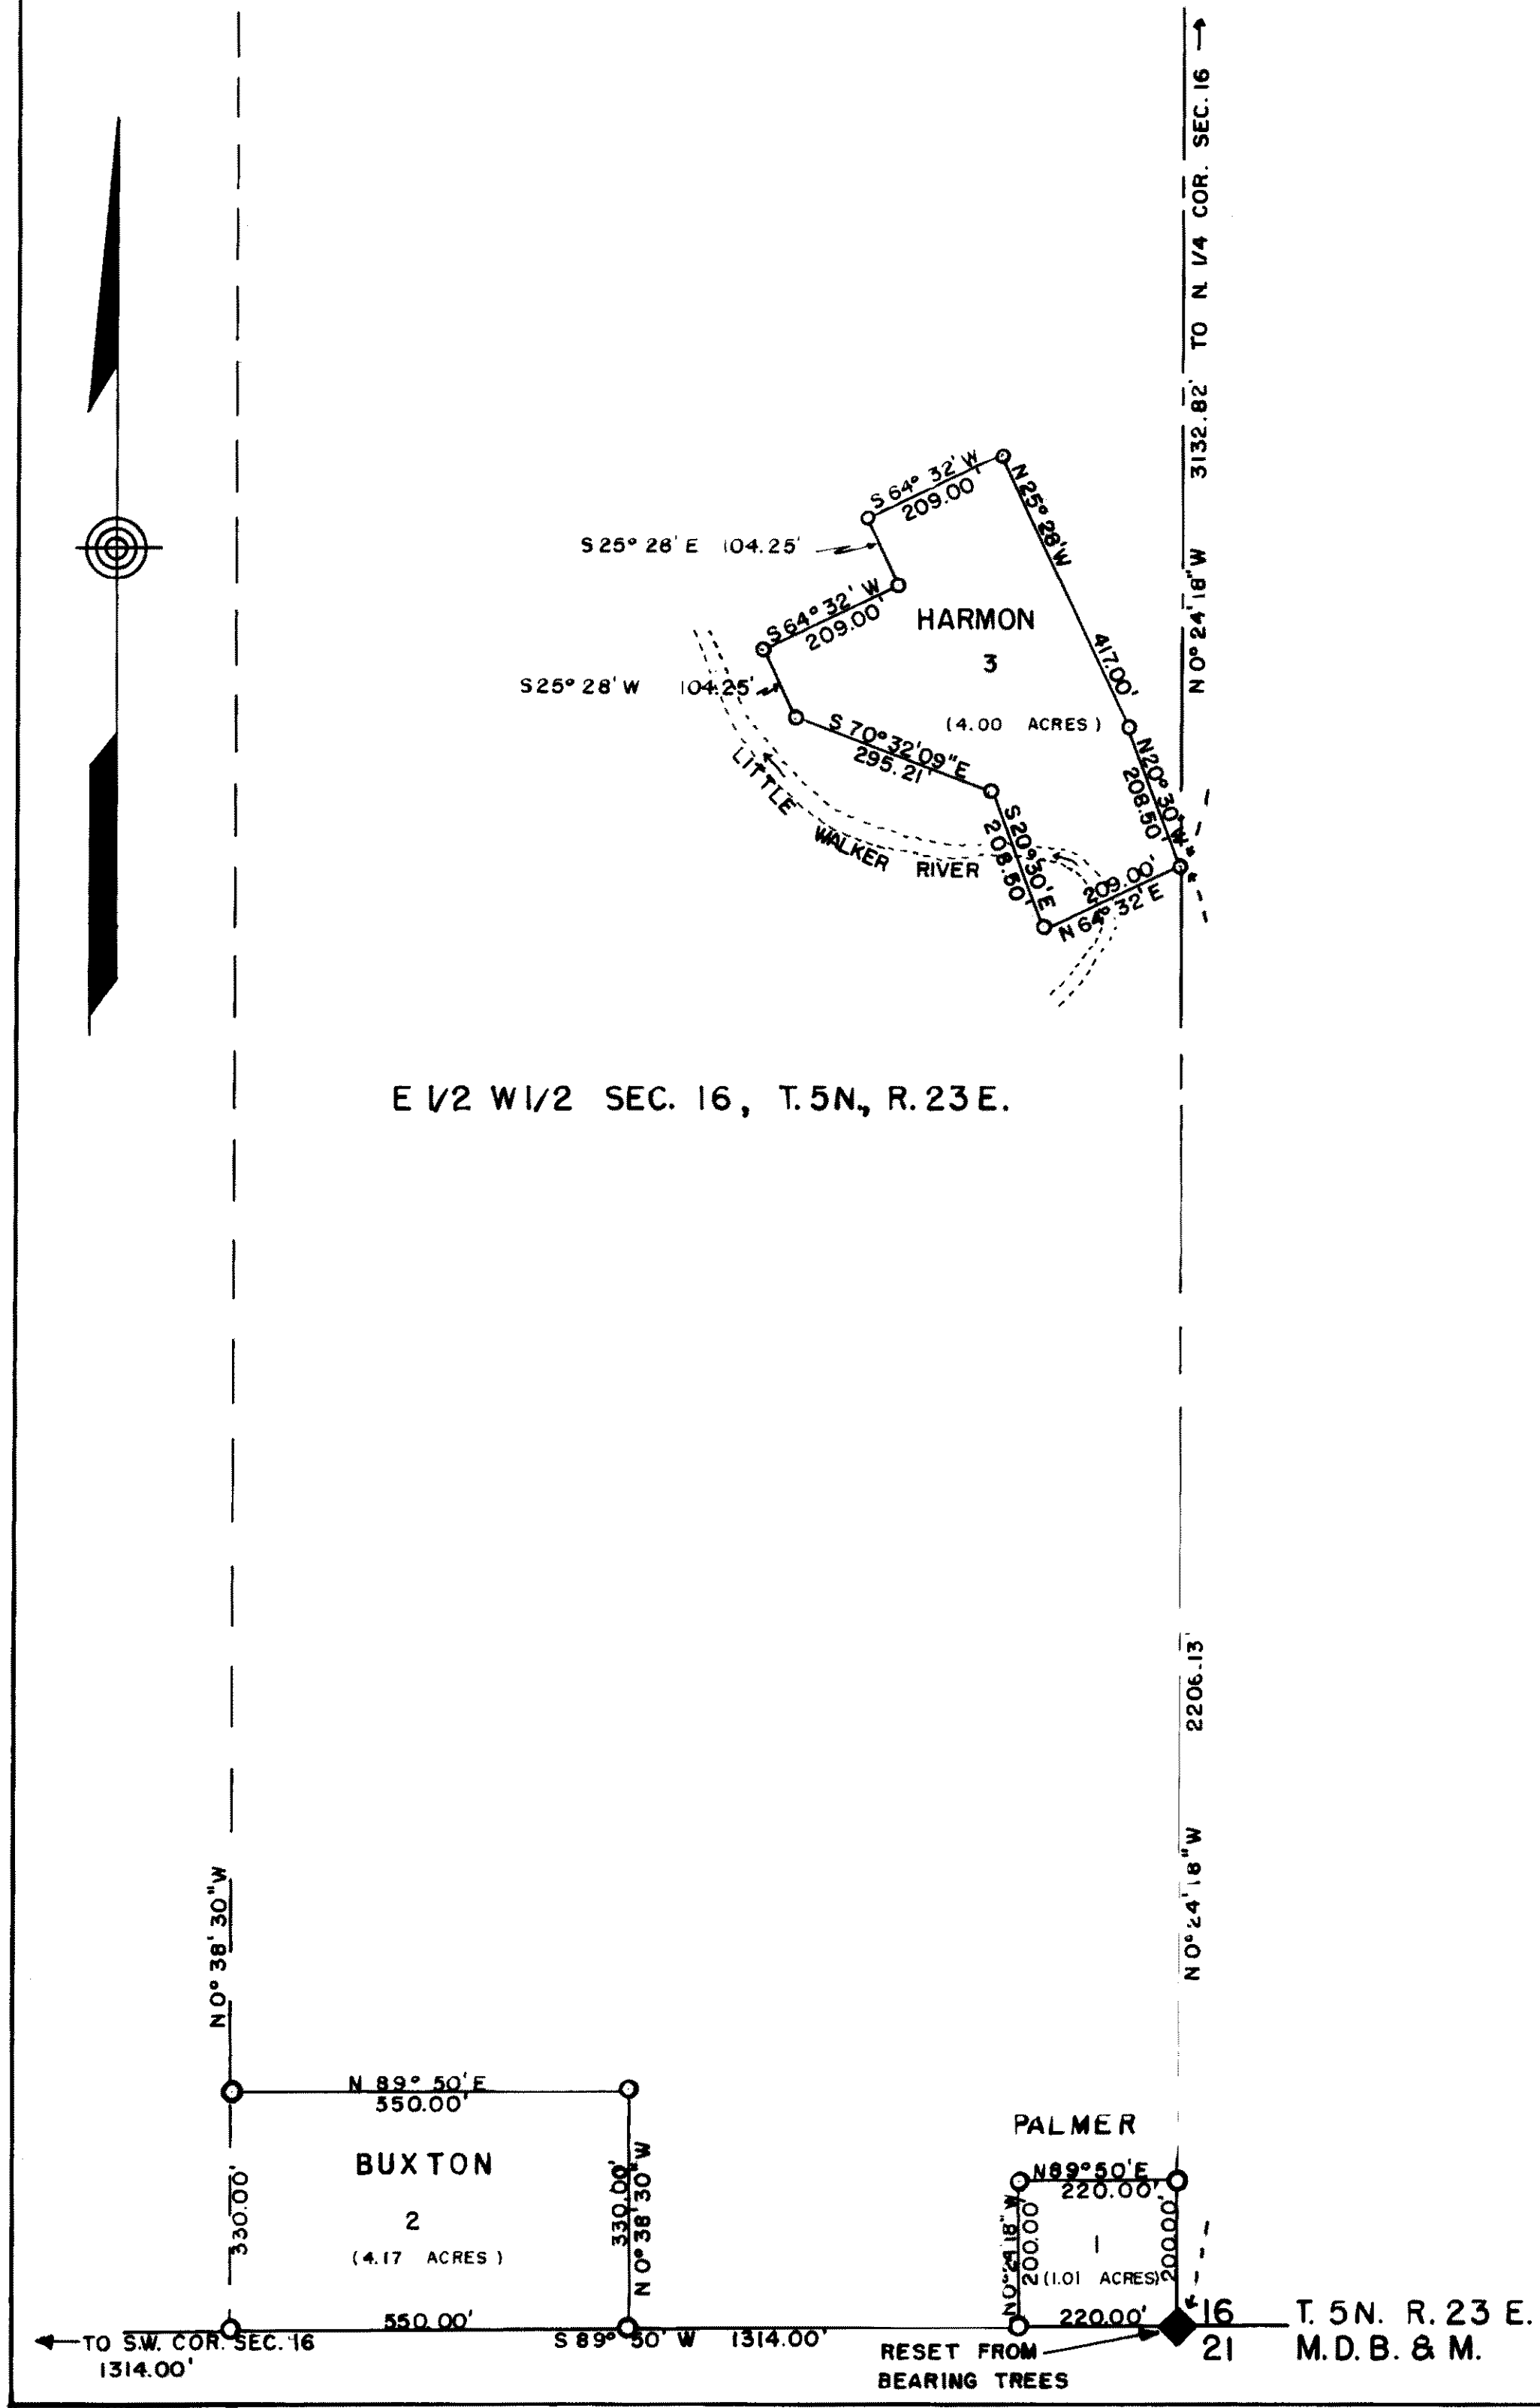 N 0° 24' 18" W 3132.82' TO N. 1/4 COR. SEC. 16
S 64° 32' W
209.00'
N 25° 28' W
417.00'
S 25° 28' E 104.25'
S 64° 32' W
209.00'
HARMON
3
(4.00 ACRES)
S 25° 28' W 104.25'
S 70° 32' 09" E
295.21'
N 20° 30' W
208.50'
LITTLE WALKER RIVER
S 20° 30' E
208.50'
209.00'
N 64° 32' E
E 1/2 W 1/2 SEC. 16, T. 5N., R. 23 E.
N 0° 24' 18" W 2206.13'
N 0° 38' 30" W
N 89° 50' E
550.00'
BUXTON
2
(4.17 ACRES)
330.00'
330.00'
N 0° 38' 30" W
550.00'
PALMER
N 89° 50' E
220.00'
N 0° 24' 18" W
200.00'
1
(1.01 ACRES)
200.00'
220.00'
S 89° 50' W 1314.00'
TO S.W. COR. SEC. 16
1314.00'
RESET FROM
BEARING TREES
16
21
T. 5N. R. 23 E.
M. D. B. & M.